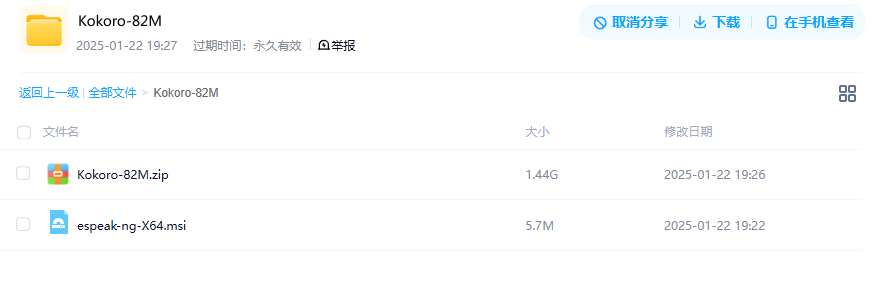 Kokoro-82M
取消分享 下载 在手机查看
2025-01-22 19:27 过期时间：永久有效 举报
返回上一级 | 全部文件 > Kokoro-82M
文件名 大小 修改日期
Kokoro-82M.zip 1.44G 2025-01-22 19:26
espeak-ng-X64.msi 5.7M 2025-01-22 19:22